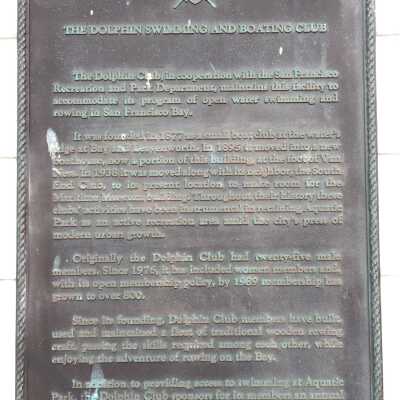 THE DOLPHIN SWIMMING AND BOATING CLUB
The Dolphin Club, in cooperation with the San Francisco
Recreation and Park Department, maintains this facility to
accommodate its program of open water swimming and
rowing in San Francisco Bay.
It was founded in 1877 as a small boat club at the water's
edge at Bay and Leavenworth. In 1895 it moved into a new
boathouse, now a portion of this building, at the foot of Van
Ness. In 1938 it was moved along with its neighbor, the South
End Club, to its present location to make room for the
Maritime Museum building. Throughout its history these
club's activities have been instrumental in holding Aquatic
Park as an active recreation area amid the city's press of
modern urban growth.
Originally the Dolphin Club had twenty-five male
members. Since 1976, it has included women members and
with its open membership policy, by 1989 membership has
grown to over 800.
Since its founding, Dolphin Club members have built,
used and maintained a fleet of traditional wooden rowing
craft, passing the skills required among each other, while
enjoying the adventure of rowing on the Bay.
In addition to providing access to swimming at Aquatic
Park, the Dolphin Club sponsors for its members an annual